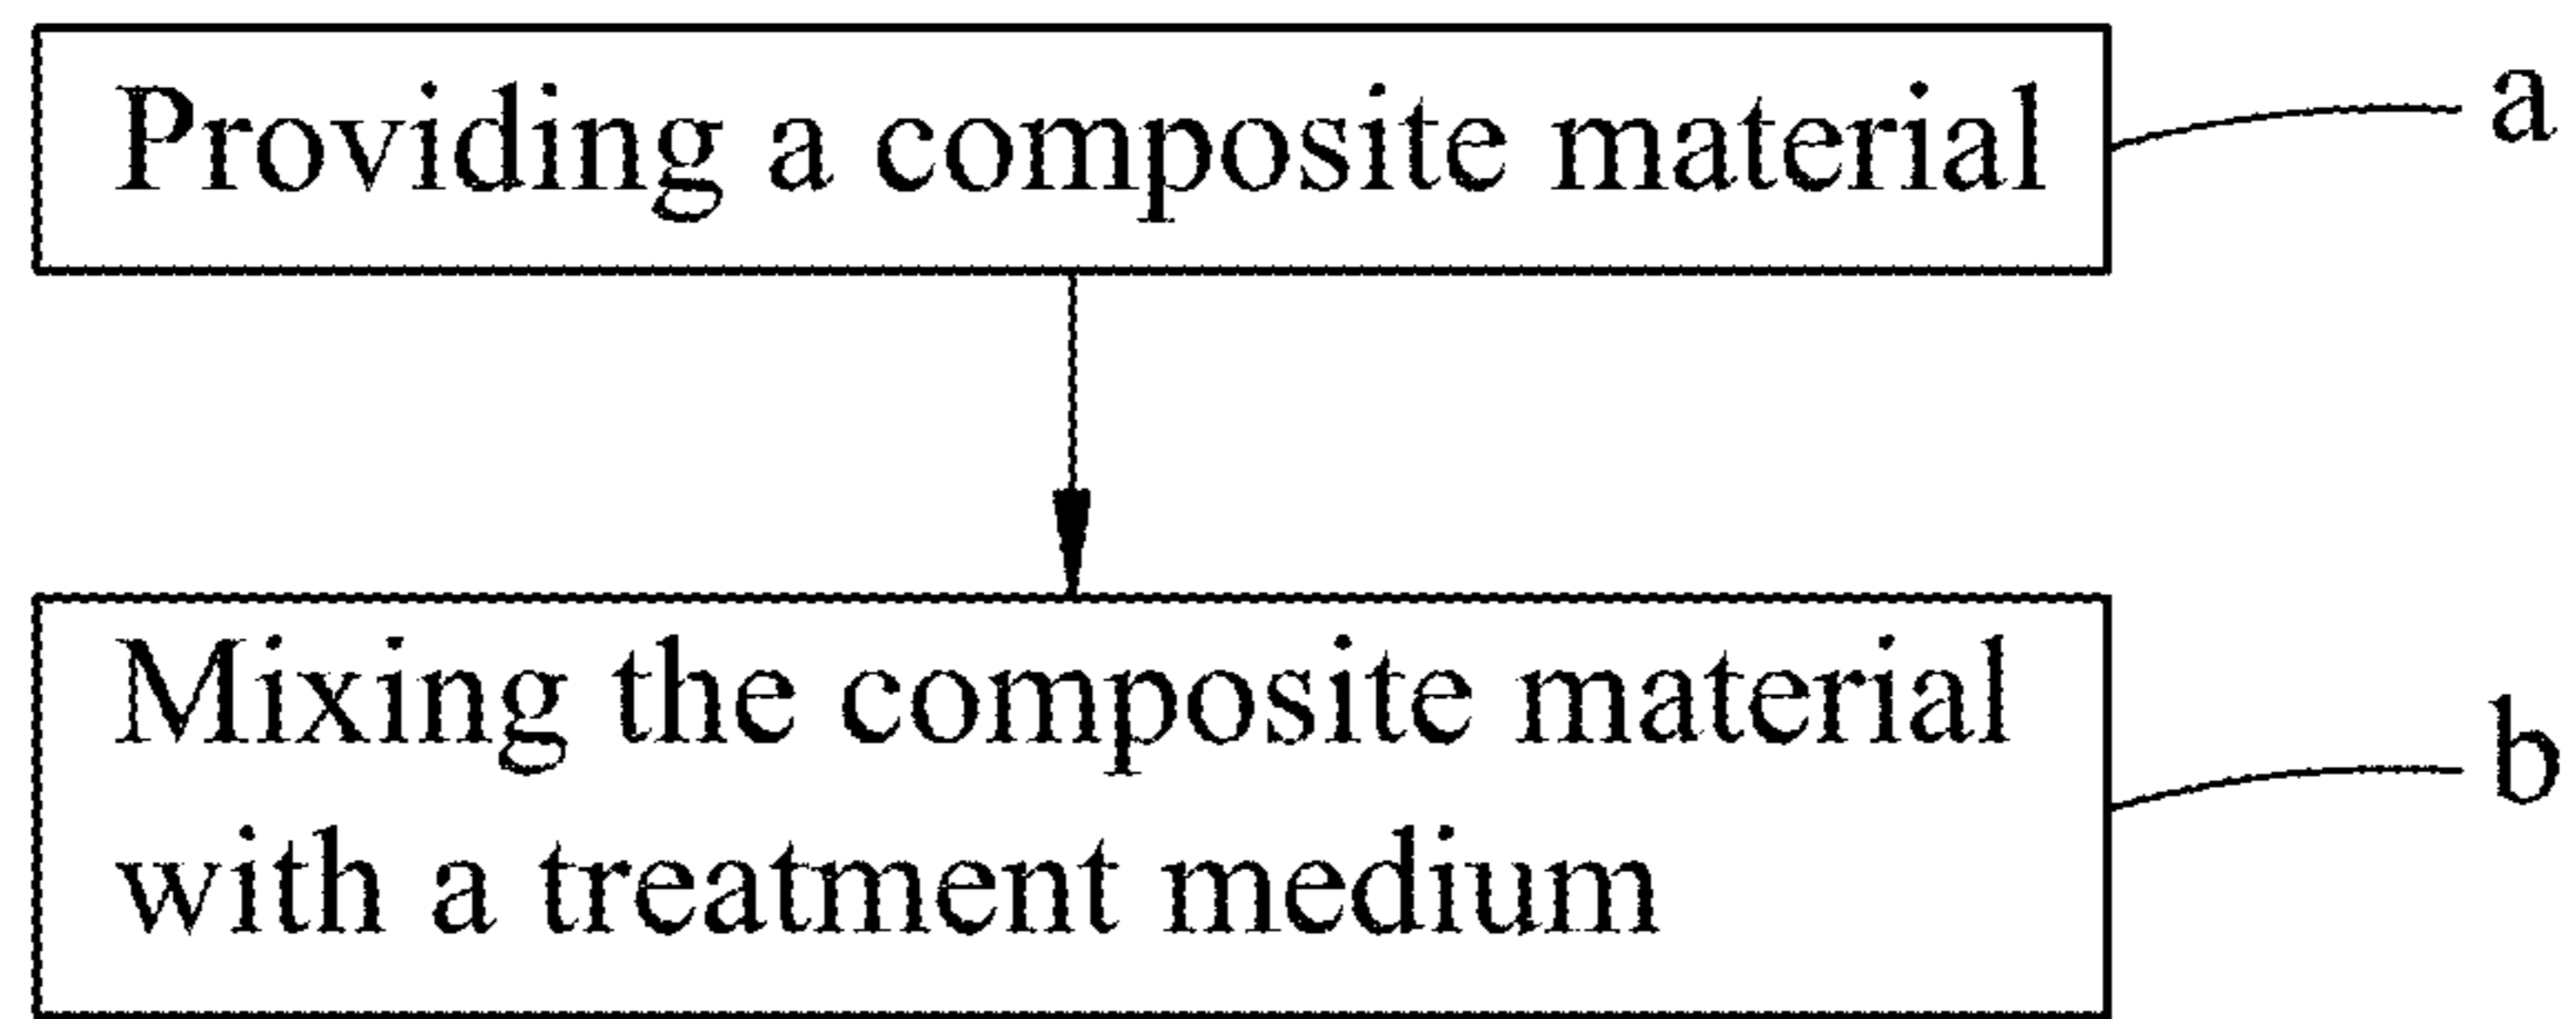 Providing a composite material
a
Mixing the composite material
with a treatment medium
b